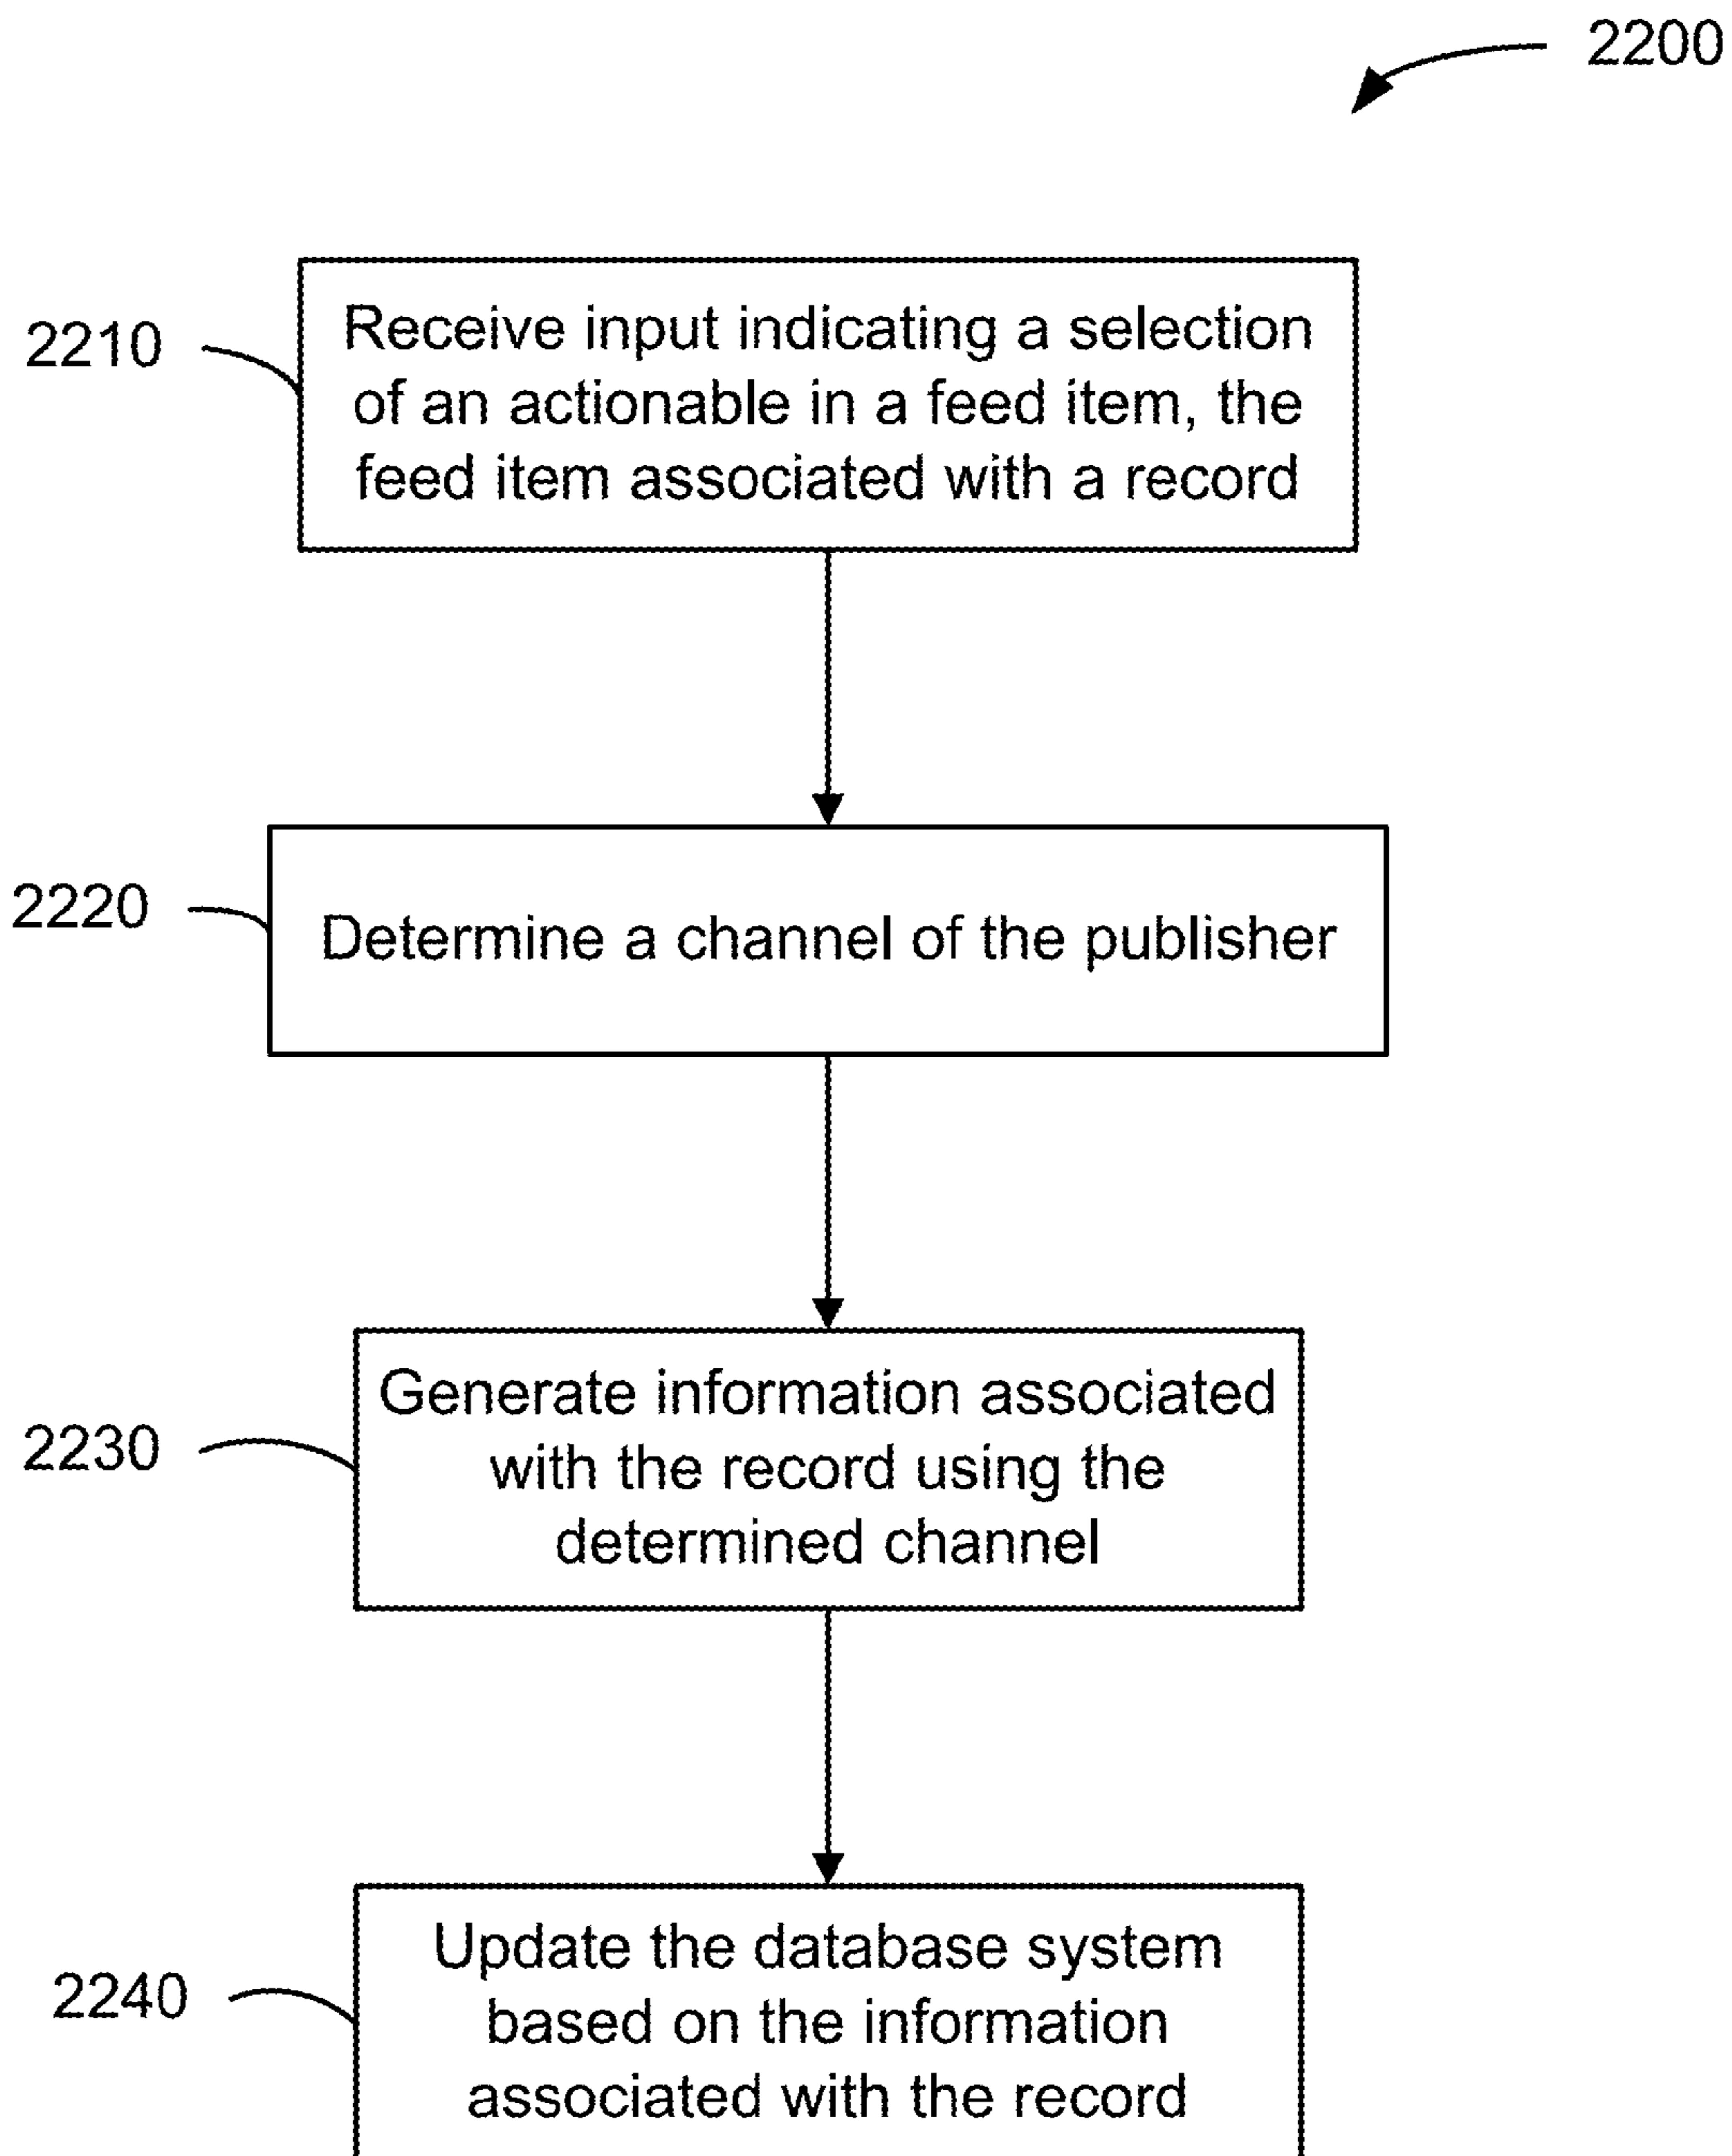 2200
2210
Receive input indicating a selection
of an actionable in a feed item, the
feed item associated with a record
2220
Determine a channel of the publisher
2230
Generate information associated
with the record using the
determined channel
2240
Update the database system
based on the information
associated with the record